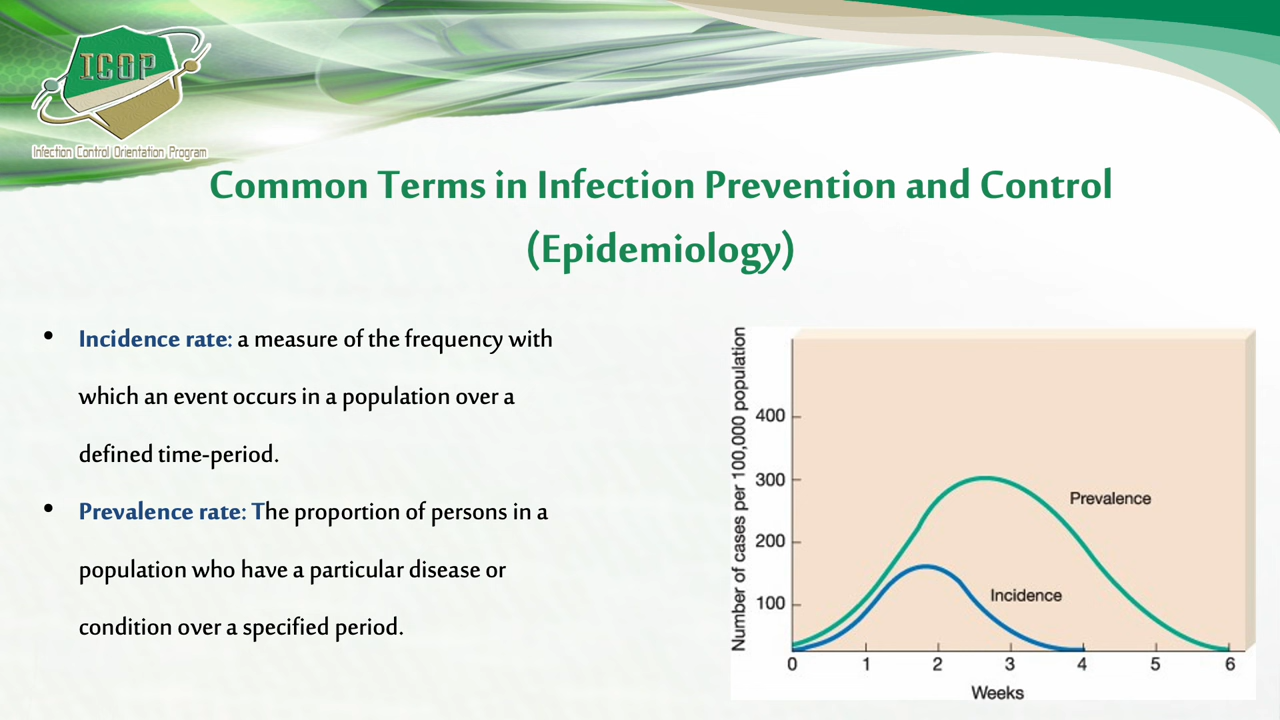 ICOP
Infection Control Orientation Program
Common Terms in Infection Prevention and Control
(Epidemiology)
• Incidence rate: a measure of the frequency with
which an event occurs in a population over a
defined time-period.
• Prevalence rate: The proportion of persons in a
population who have a particular disease or
condition over a specified period.
Number of cases per 100,000 population
400
300
200
100
Prevalence
Incidence
0 1 2 3 4 5 6
Weeks